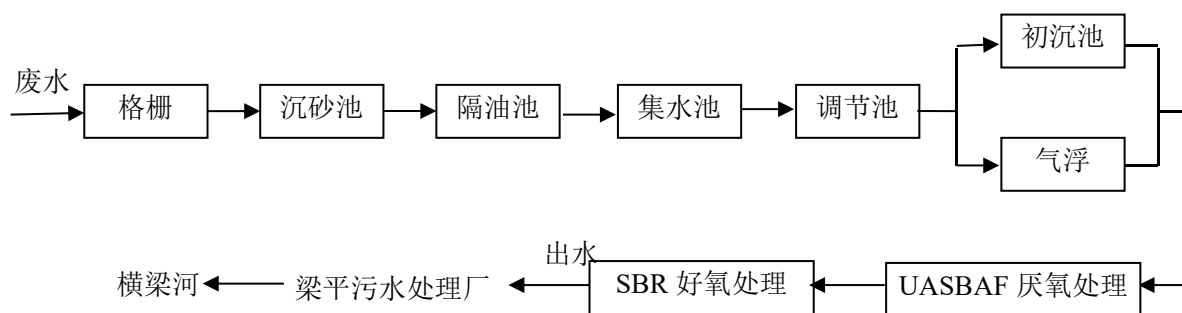 废水
格栅
沉砂池
隔油池
集水池
调节池
初沉池
气浮
横梁河
梁平污水处理厂
出水
SBR 好氧处理
UASBAF 厌氧处理